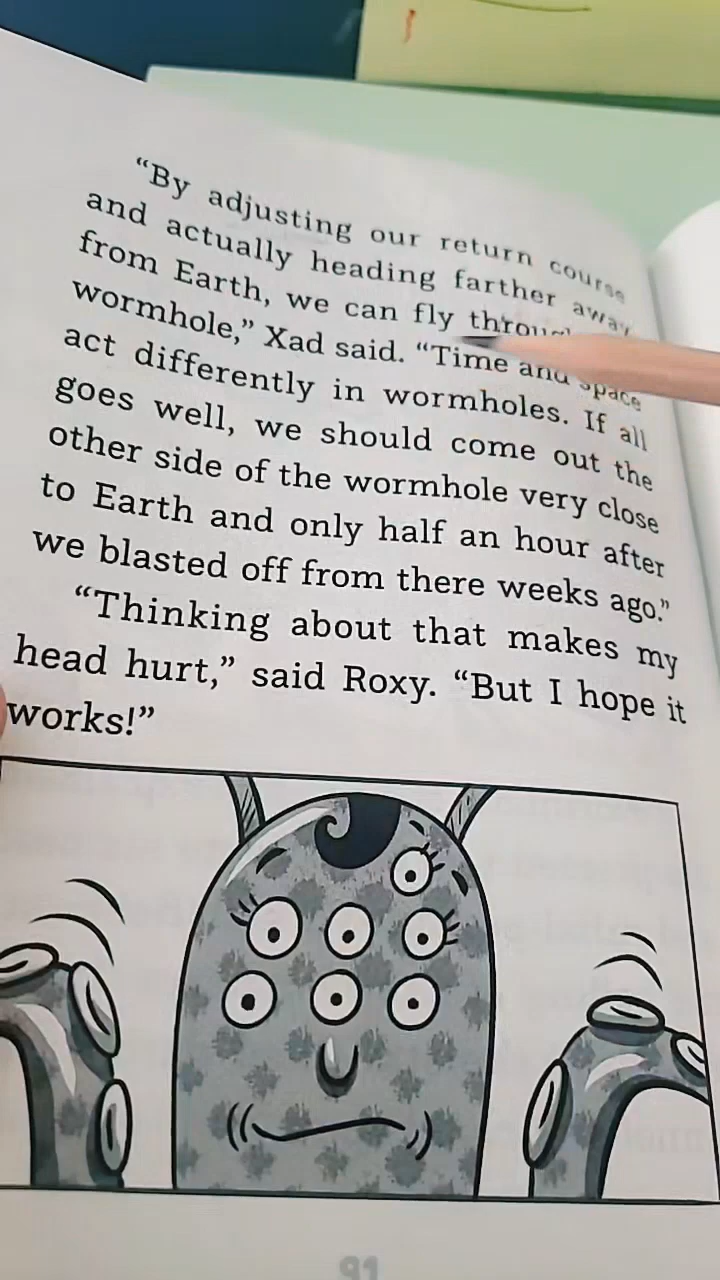 “By adjusting our return course
and actually heading farther away
from Earth, we can fly through
wormhole,” Xad said. “Time and space
act differently in wormholes. If all
goes well, we should come out the
other side of the wormhole very close
to Earth and only half an hour after
we blasted off from there weeks ago.”
“Thinking about that makes my
head hurt,” said Roxy. “But I hope it
works!”
91